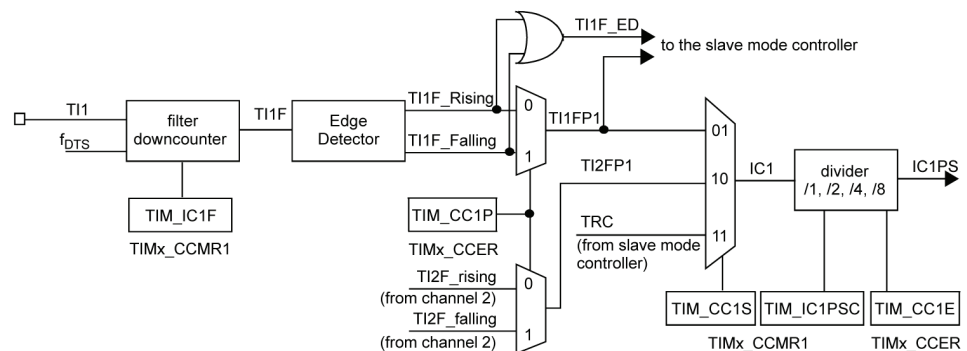 TI1F_ED
to the slave mode controller
TI1
f_DTS
filter
downcounter
TI1F
Edge
Detector
TI1F_Rising
TI1F_Falling
0
1
TI1FP1
TI2FP1
01
10
11
TRC
(from slave mode
controller)
IC1
divider
/1, /2, /4, /8
IC1PS
TIM_IC1F
TIMx_CCMR1
TIM_CC1P
TIMx_CCER
TI2F_rising
(from channel 2)
TI2F_falling
(from channel 2)
0
1
TIM_CC1S
TIM_IC1PSC
TIM_CC1E
TIMx_CCMR1
TIMx_CCER